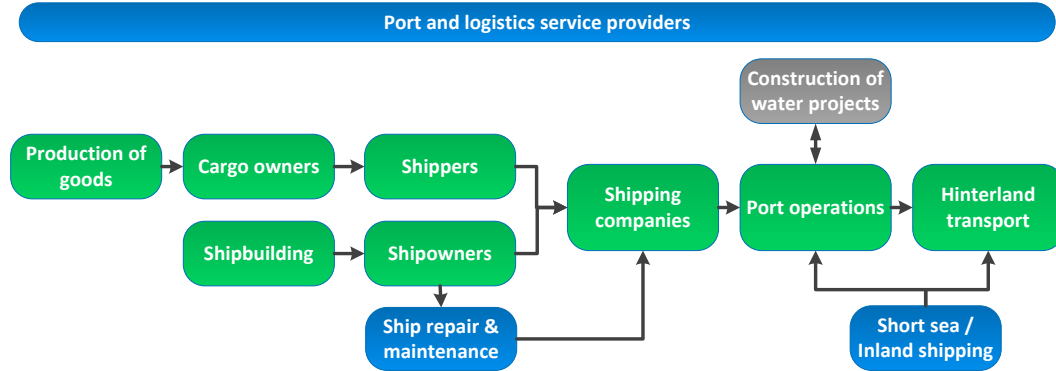 Port and logistics service providers
Construction of
water projects
Production of
goods
Cargo owners
Shippers
Shipping
companies
Port operations
Hinterland
transport
Shipbuilding
Shipowners
Ship repair &
maintenance
Short sea /
Inland shipping